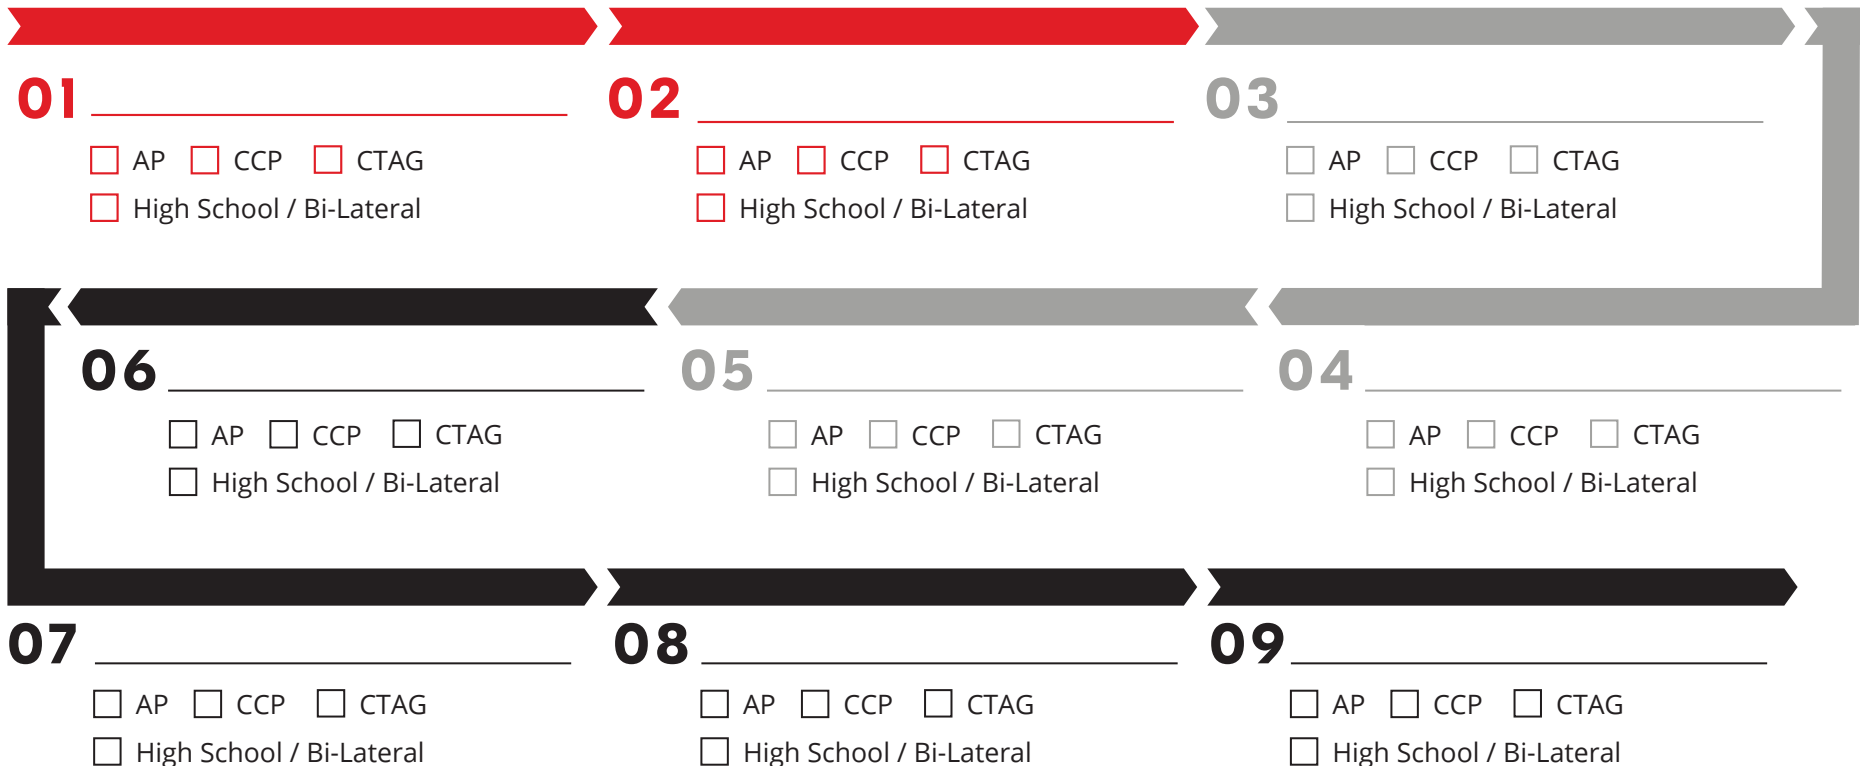 01
AP CCP CTAG
High School / Bi-Lateral
02
AP CCP CTAG
High School / Bi-Lateral
03
AP CCP CTAG
High School / Bi-Lateral
06
AP CCP CTAG
High School / Bi-Lateral
05
AP CCP CTAG
High School / Bi-Lateral
04
AP CCP CTAG
High School / Bi-Lateral
07
AP CCP CTAG
High School / Bi-Lateral
08
AP CCP CTAG
High School / Bi-Lateral
09
AP CCP CTAG
High School / Bi-Lateral